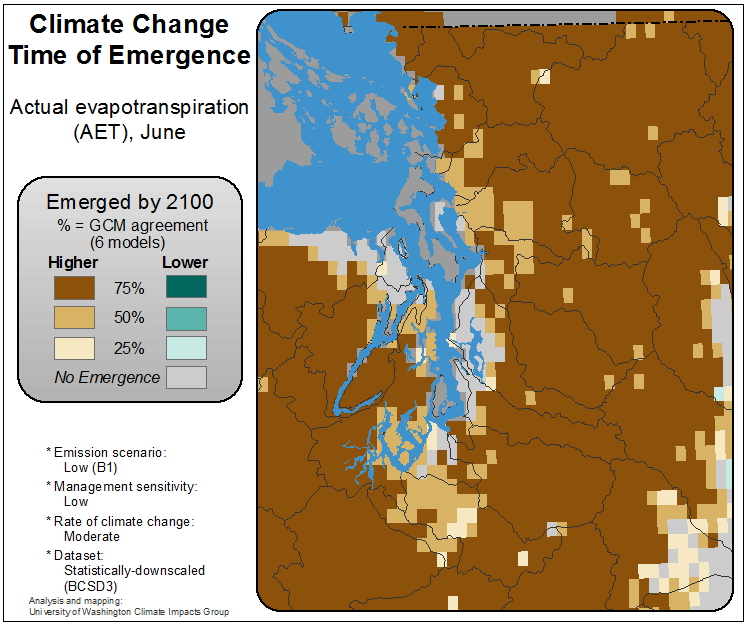 Climate Change
Time of Emergence
Actual evapotranspiration
(AET), June
Emerged by 2100
% = GCM agreement
(6 models)
Higher Lower
75%
50%
25%
No Emergence
* Emission scenario:
Low (B1)
* Management sensitivity:
Low
* Rate of climate change:
Moderate
* Dataset:
Statistically-downscaled
(BCSD3)
Analysis and mapping:
University of Washington Climate Impacts Group